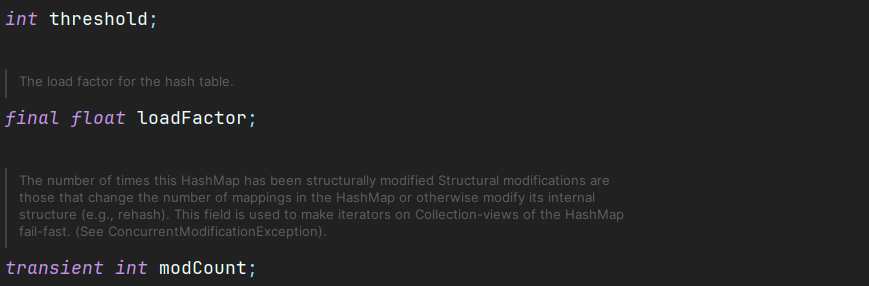 int threshold;
The load factor for the hash table.
final float loadFactor;
The number of times this HashMap has been structurally modified Structural modifications are
those that change the number of mappings in the HashMap or otherwise modify its internal
structure (e.g., rehash). This field is used to make iterators on Collection-views of the HashMap
fail-fast. (See ConcurrentModificationException).
transient int modCount;